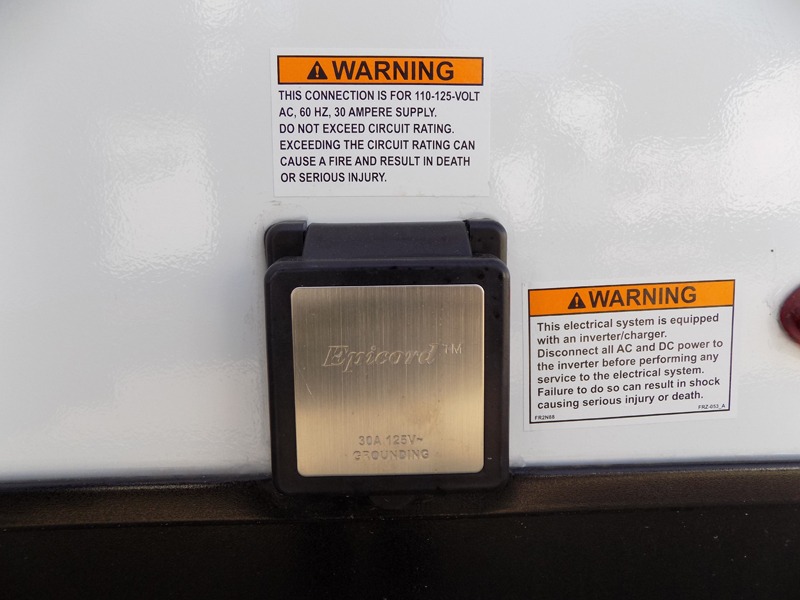 WARNING
THIS CONNECTION IS FOR 110-125-VOLT
AC, 60 HZ, 30 AMPERE SUPPLY.
DO NOT EXCEED CIRCUIT RATING.
EXCEEDING THE CIRCUIT RATING CAN
CAUSE A FIRE AND RESULT IN DEATH
OR SERIOUS INJURY.
Epicord™
30A 125V~
GROUNDING
WARNING
This electrical system is equipped
with an inverter/charger.
Disconnect all AC and DC power to
the inverter before performing any
service to the electrical system.
Failure to do so can result in shock
causing serious injury or death.
FR2N68 FRZ-053_A